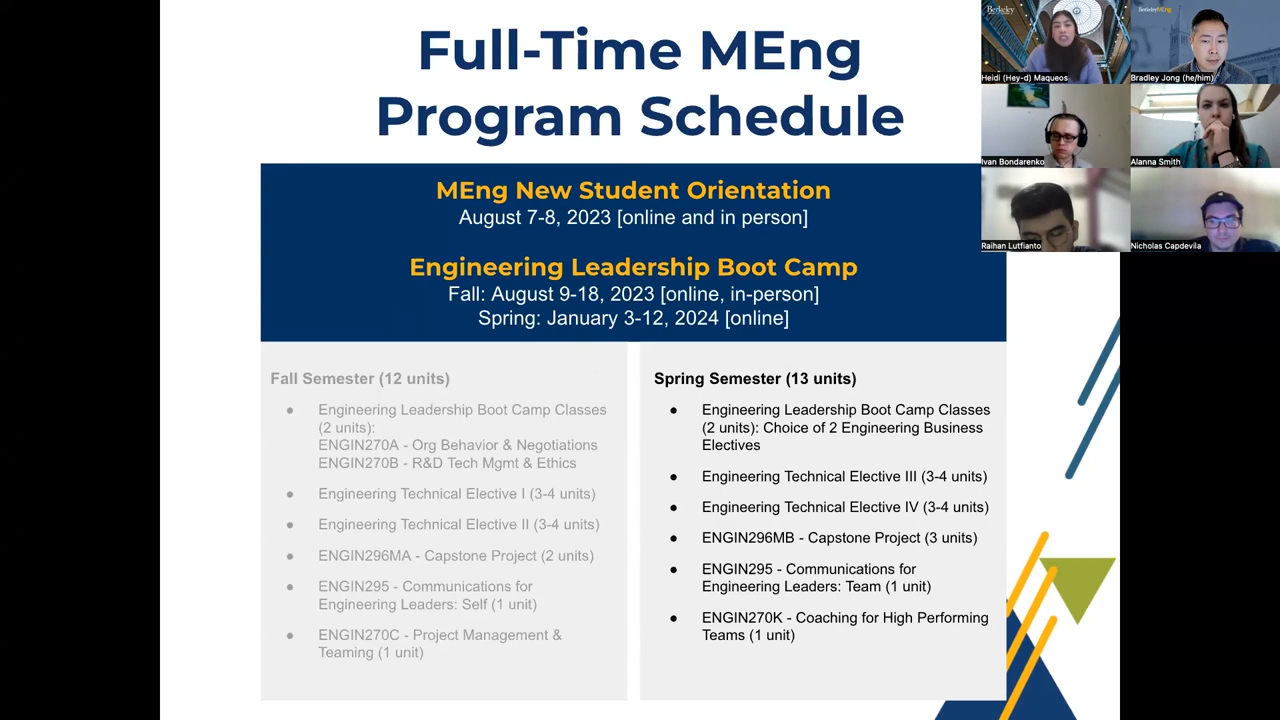 Full-Time MEng
Program Schedule
MEng New Student Orientation
August 7-8, 2023 [online and in person]
Engineering Leadership Boot Camp
Fall: August 9-18, 2023 [online, in-person]
Spring: January 3-12, 2024 [online]
Fall Semester (12 units)
● Engineering Leadership Boot Camp Classes
(2 units):
ENGIN270A - Org Behavior & Negotiations
ENGIN270B - R&D Tech Mgmt & Ethics
● Engineering Technical Elective I (3-4 units)
● Engineering Technical Elective II (3-4 units)
● ENGIN296MA - Capstone Project (2 units)
● ENGIN295 - Communications for
Engineering Leaders: Self (1 unit)
● ENGIN270C - Project Management &
Teaming (1 unit)
Spring Semester (13 units)
● Engineering Leadership Boot Camp Classes
(2 units): Choice of 2 Engineering Business
Electives
● Engineering Technical Elective III (3-4 units)
● Engineering Technical Elective IV (3-4 units)
● ENGIN296MB - Capstone Project (3 units)
● ENGIN295 - Communications for
Engineering Leaders: Team (1 unit)
● ENGIN270K - Coaching for High Performing
Teams (1 unit)
Berkeley
BerkeleyMEng
Heidi (Hey-d) Maqueos
Bradley Jong (he/him)
Ivan Bondarenko
Alanna Smith
Raihan Lutfianto
Nicholas Capdevila